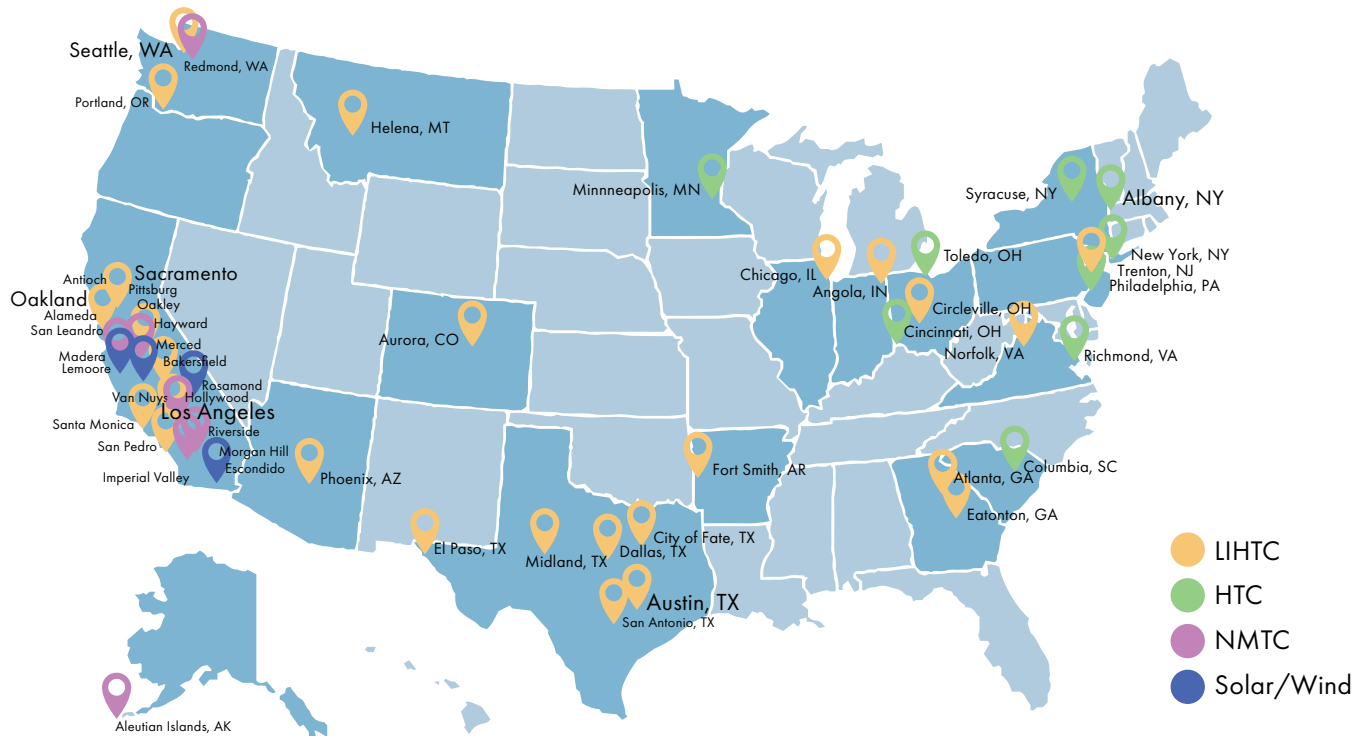 Seattle, WA
Redmond, WA
Portland, OR
Helena, MT
Minnneapolis, MN
Syracuse, NY
Albany, NY
New York, NY
Trenton, NJ
Philadelphia, PA
Toledo, OH
Chicago, IL
Angola, IN
Circleville, OH
Cincinnati, OH
Norfolk, VA
Richmond, VA
Antioch
Sacramento
Pittsburg
Oakland
Oakley
Alameda
Hayward
San Leandro
Merced
Madera
Bakersfield
Lemoore
Rosamond
Van Nuys
Hollywood
Los Angeles
Santa Monica
Riverside
San Pedro
Morgan Hill
Escondido
Imperial Valley
Aurora, CO
Phoenix, AZ
Fort Smith, AR
Columbia, SC
Atlanta, GA
Eatonton, GA
El Paso, TX
Midland, TX
Dallas, TX
City of Fate, TX
Austin, TX
San Antonio, TX
Aleutian Islands, AK
LIHTC
HTC
NMTC
Solar/Wind